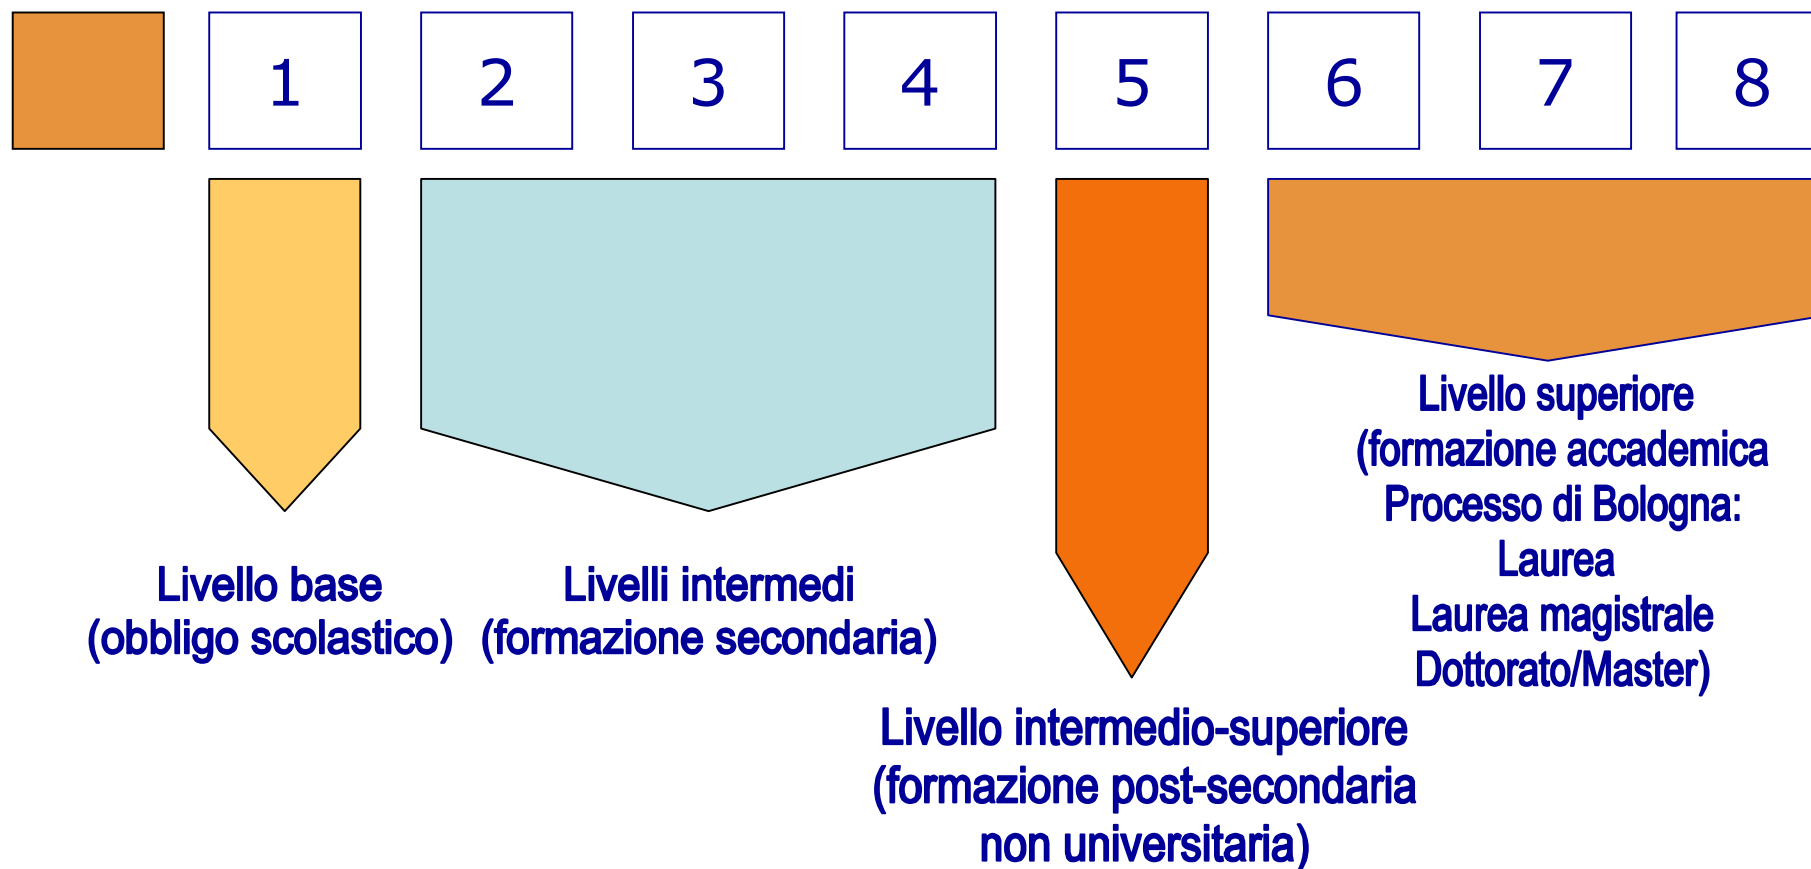 1 2 3 4 5 6 7 8
Livello base
(obbligo scolastico)
Livelli intermedi
(formazione secondaria)
Livello intermedio-superiore
(formazione post-secondaria
non universitaria)
Livello superiore
(formazione accademica
Processo di Bologna:
Laurea
Laurea magistrale
Dottorato/Master)